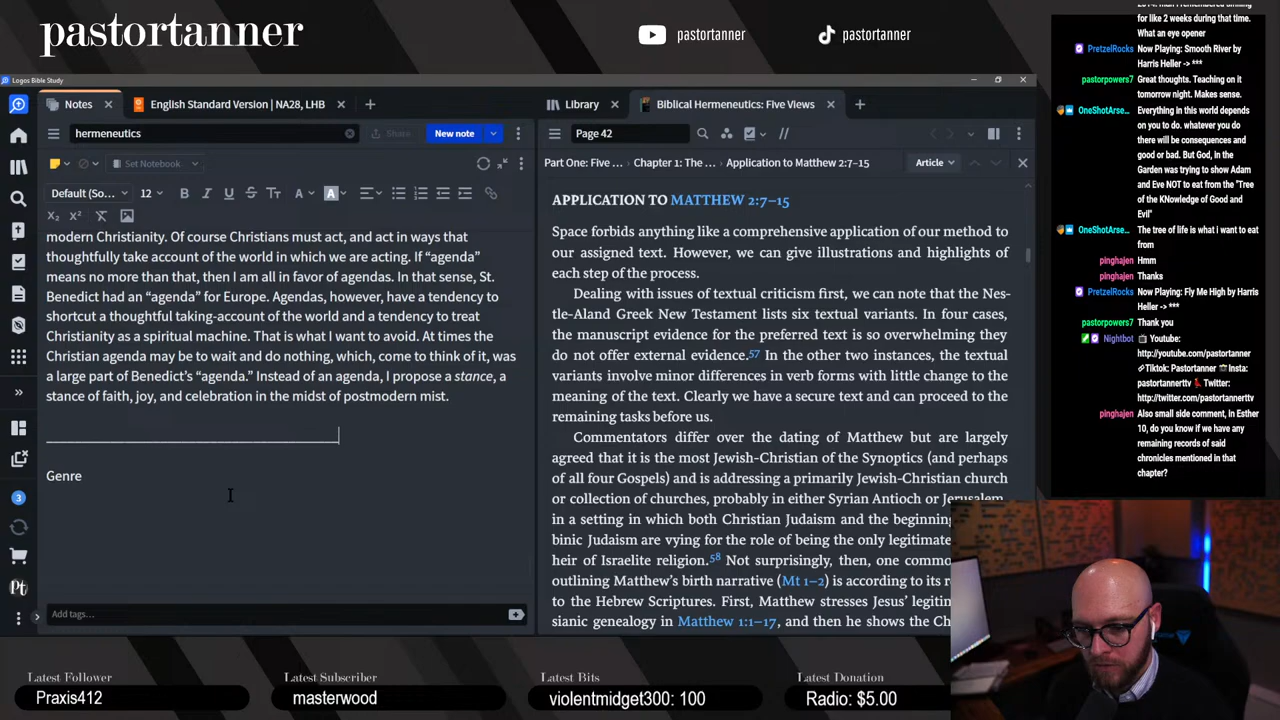 pastortanner
pastortanner
pastortanner
Logos Bible Study
Notes
English Standard Version | NA28, LHB
Library
Biblical Hermeneutics: Five Views
hermeneutics
Share
New note
Page 42
Set Notebook
Part One: Five ...
Chapter 1: The ...
Application to Matthew 2:7–15
Article
Default (So...
12
B
I
U
S
A
A
X2
X2
modern Christianity. Of course Christians must act, and act in ways that
thoughtfully take account of the world in which we are acting. If “agenda”
means no more than that, then I am all in favor of agendas. In that sense, St.
Benedict had an “agenda” for Europe. Agendas, however, have a tendency to
shortcut a thoughtful taking-account of the world and a tendency to treat
Christianity as a spiritual machine. That is what I want to avoid. At times the
Christian agenda may be to wait and do nothing, which, come to think of it, was
a large part of Benedict’s “agenda.” Instead of an agenda, I propose a stance, a
stance of faith, joy, and celebration in the midst of postmodern mist.
Genre
Add tags...
3
Pt
APPLICATION TO MATTHEW 2:7–15
Space forbids anything like a comprehensive application of our method to
our assigned text. However, we can give illustrations and highlights of
each step of the process.
Dealing with issues of textual criticism first, we can note that the Nes-
tle-Aland Greek New Testament lists six textual variants. In four cases,
the manuscript evidence for the preferred text is so overwhelming they
do not offer external evidence.57 In the other two instances, the textual
variants involve minor differences in verb forms with little change to the
meaning of the text. Clearly we have a secure text and can proceed to the
remaining tasks before us.
Commentators differ over the dating of Matthew but are largely
agreed that it is the most Jewish-Christian of the Synoptics (and perhaps
of all four Gospels) and is addressing a primarily Jewish-Christian church
or collection of churches, probably in either Syrian Antioch or Jerusalem,
in a setting in which both Christian Judaism and the beginning
binic Judaism are vying for the role of being the only legitimate
heir of Israelite religion.58 Not surprisingly, then, one commo
outlining Matthew’s birth narrative (Mt 1–2) is according to its r
to the Hebrew Scriptures. First, Matthew stresses Jesus’ legitim
sianic genealogy in Matthew 1:1–17, and then he shows the Ch
for like 2 weeks during that time.
What an eye opener
PretzelRocks
Now Playing: Smooth River by
Harris Heller -> ***
pastorpowers7
Great thoughts. Teaching on it
tomorrow night. Makes sense.
OneShotArse...
Everything in this world depends
on you to do. whatever you do
there will be consequences and
good or bad. But God, in the
Garden was trying to show Adam
and Eve NOT to eat from the "Tree
of the KNowledge of Good and
Evil"
OneShotArse...
The tree of life is what i want to eat
from
pinghajen
Hmm
pinghajen
Thanks
PretzelRocks
Now Playing: Fly Me High by Harris
Heller -> ***
pastorpowers7
Thank you
Nightbot
Youtube:
http://youtube.com/pastortanner
Tiktok: Pastortanner Insta:
pastortannerttv Twitter:
http://twitter.com/pastortannerttv
pinghajen
Also small side comment, in Esther
10, do you know if we have any
remaining records of said
chronicles mentioned in that
chapter?
Latest Follower
Praxis412
Latest Subscriber
masterwood
Latest Bits
violentmidget300: 100
Latest Donation
Radio: $5.00